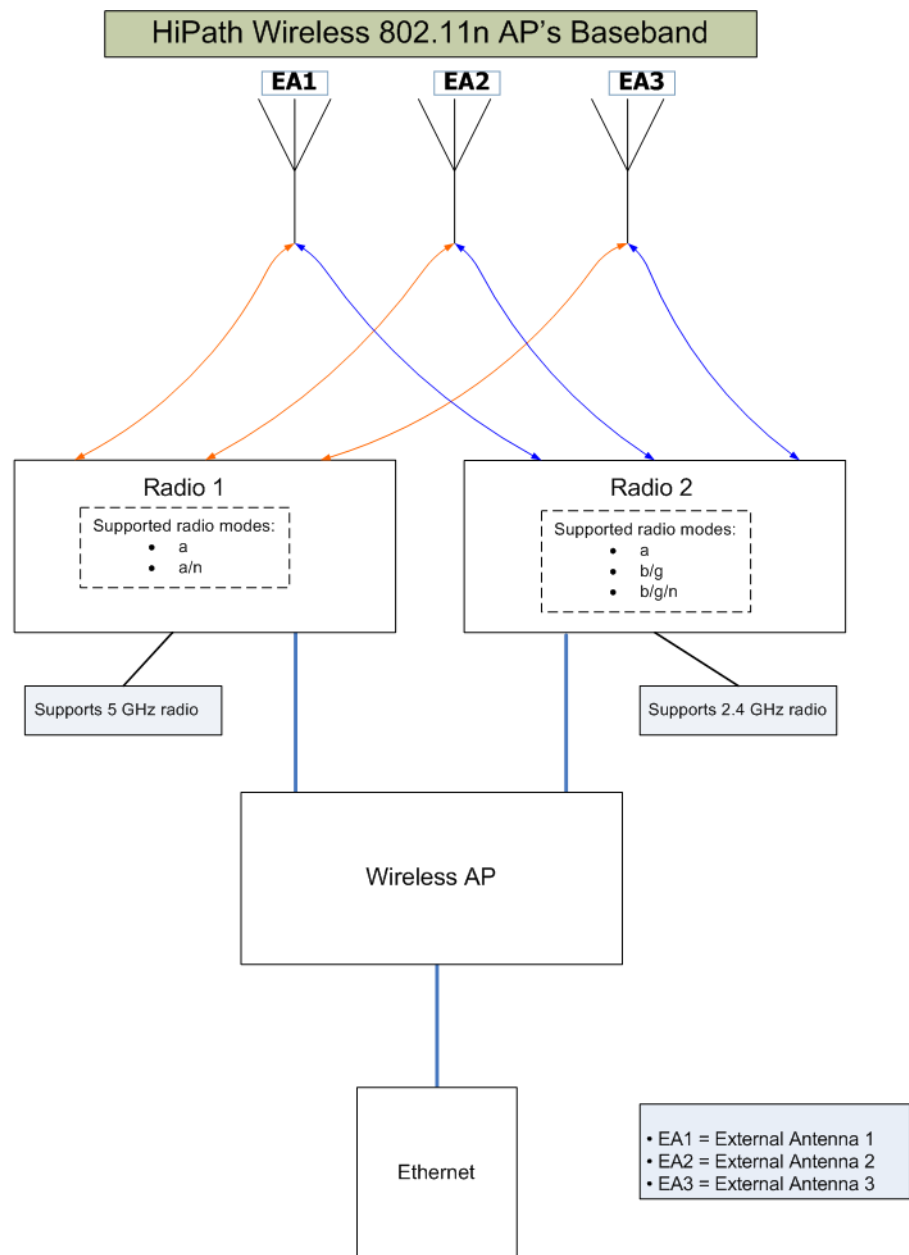 HiPath Wireless 802.11n AP's Baseband
EA1
EA2
EA3
Radio 1
Supported radio modes:
• a
• a/n
Radio 2
Supported radio modes:
• a
• b/g
• b/g/n
Supports 5 GHz radio
Supports 2.4 GHz radio
Wireless AP
Ethernet
• EA1 = External Antenna 1
• EA2 = External Antenna 2
• EA3 = External Antenna 3